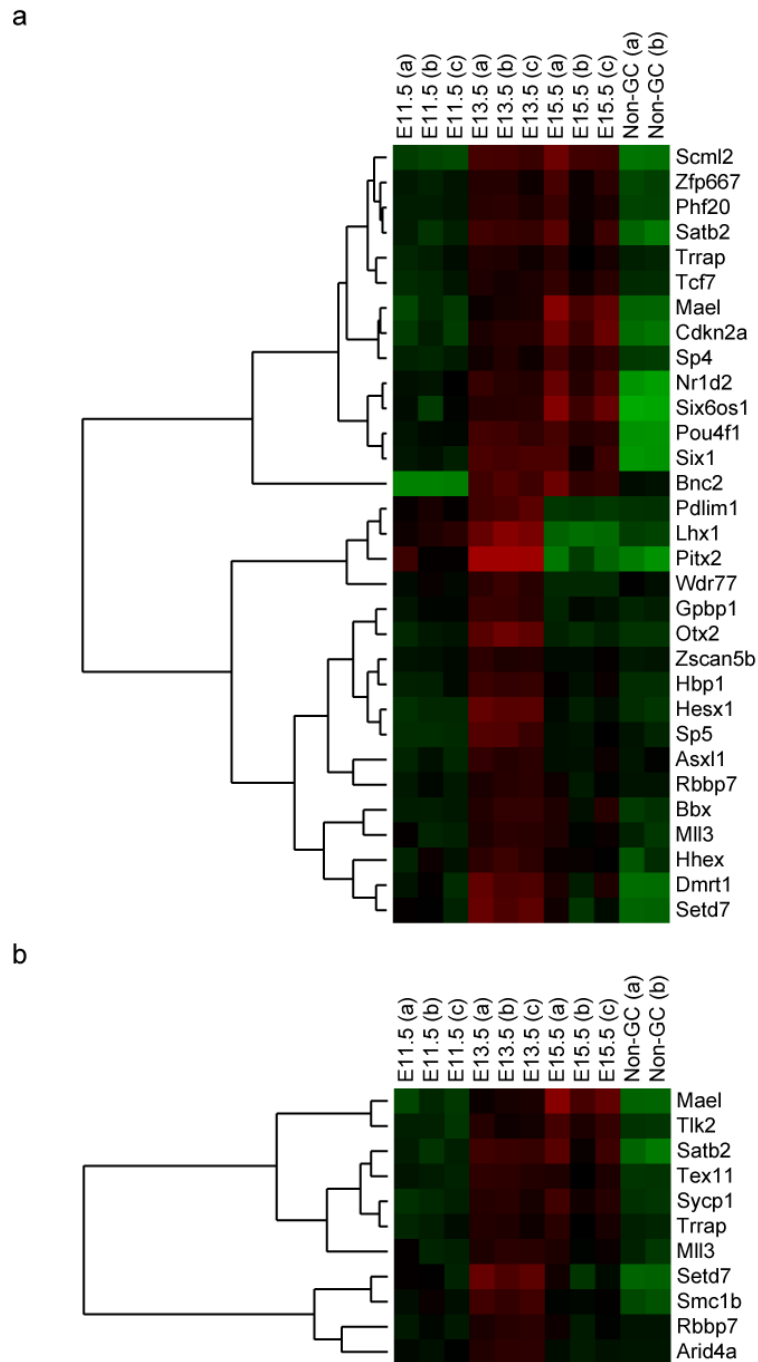 a
E11.5 (a)
E11.5 (b)
E11.5 (c)
E13.5 (a)
E13.5 (b)
E13.5 (c)
E15.5 (a)
E15.5 (b)
E15.5 (c)
Non-GC (a)
Non-GC (b)
Scml2
Zfp667
Phf20
Satb2
Trrap
Tcf7
Mael
Cdkn2a
Sp4
Nr1d2
Six6os1
Pou4f1
Six1
Bnc2
Pdlim1
Lhx1
Pitx2
Wdr77
Gpbp1
Otx2
Zscan5b
Hbp1
Hesx1
Sp5
Asxl1
Rbbp7
Bbx
Mll3
Hhex
Dmrt1
Setd7
b
E11.5 (a)
E11.5 (b)
E11.5 (c)
E13.5 (a)
E13.5 (b)
E13.5 (c)
E15.5 (a)
E15.5 (b)
E15.5 (c)
Non-GC (a)
Non-GC (b)
Mael
Tlk2
Satb2
Tex11
Sycp1
Trrap
Mll3
Setd7
Smc1b
Rbbp7
Arid4a